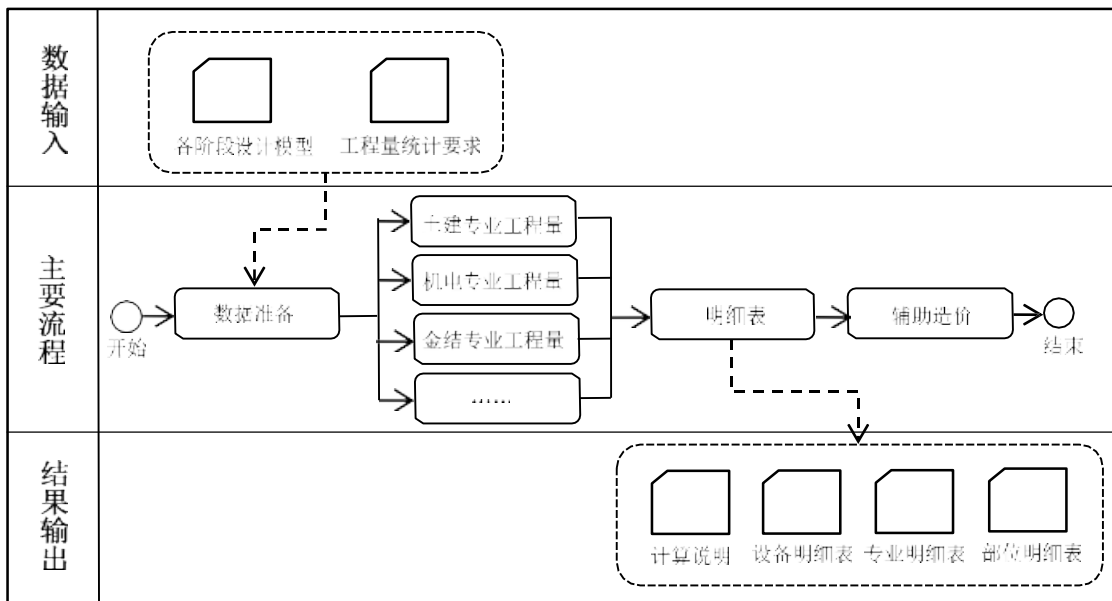 数据输入
各阶段设计模型
工程量统计要求
主要流程
开始
数据准备
土建专业工程量
机电专业工程量
金结专业工程量
……
明细表
辅助造价
结束
结果输出
计算说明
设备明细表
专业明细表
部位明细表